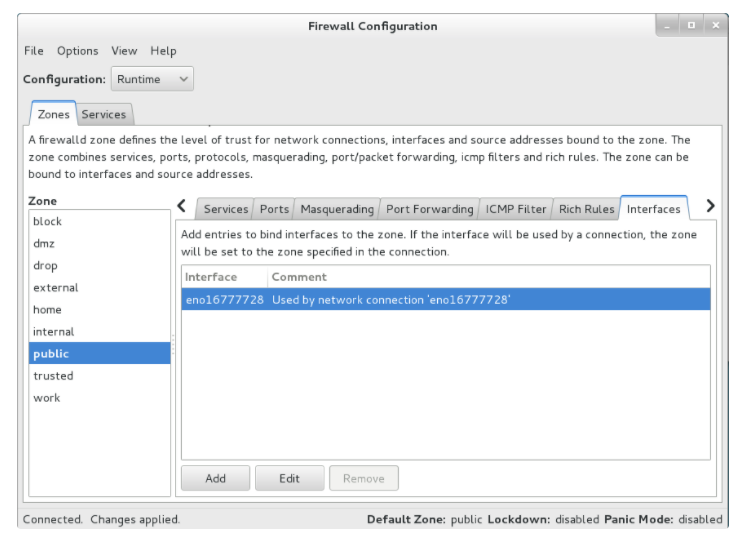 Firewall Configuration
File Options View Help
Configuration: Runtime
Zones Services
A firewalld zone defines the level of trust for network connections, interfaces and source addresses bound to the zone. The
zone combines services, ports, protocols, masquerading, port/packet forwarding, icmp filters and rich rules. The zone can be
bound to interfaces and source addresses.
Zone
block
dmz
drop
external
home
internal
public
trusted
work
Services Ports Masquerading Port Forwarding ICMP Filter Rich Rules Interfaces
Add entries to bind interfaces to the zone. If the interface will be used by a connection, the zone
will be set to the zone specified in the connection.
Interface Comment
eno16777728 Used by network connection 'eno16777728'
Add Edit Remove
Connected. Changes applied.
Default Zone: public Lockdown: disabled Panic Mode: disabled